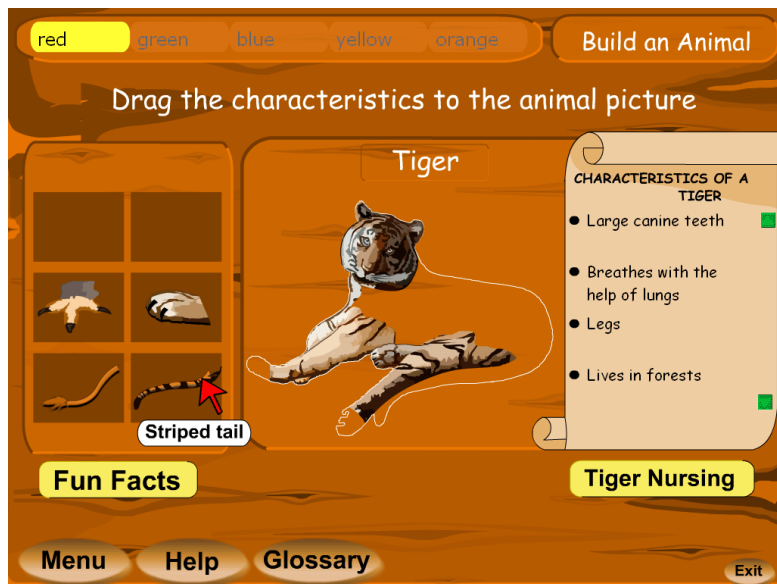 red green blue yellow orange
Build an Animal
Drag the characteristics to the animal picture
Tiger
CHARACTERISTICS OF A
TIGER
Large canine teeth
Breathes with the
help of lungs
Legs
Lives in forests
Striped tail
Fun Facts
Tiger Nursing
Menu
Help
Glossary
Exit